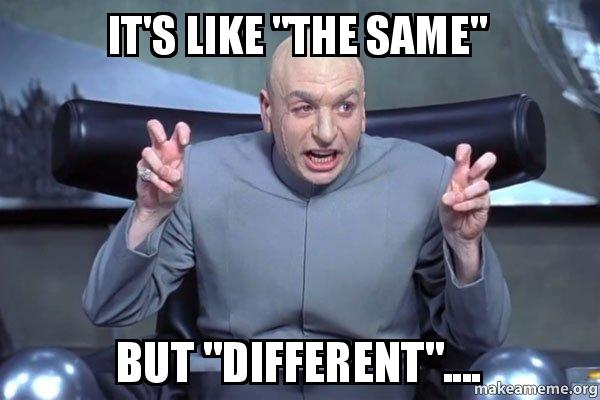 IT'S LIKE "THE SAME"
BUT "DIFFERENT"....
makeameme.org